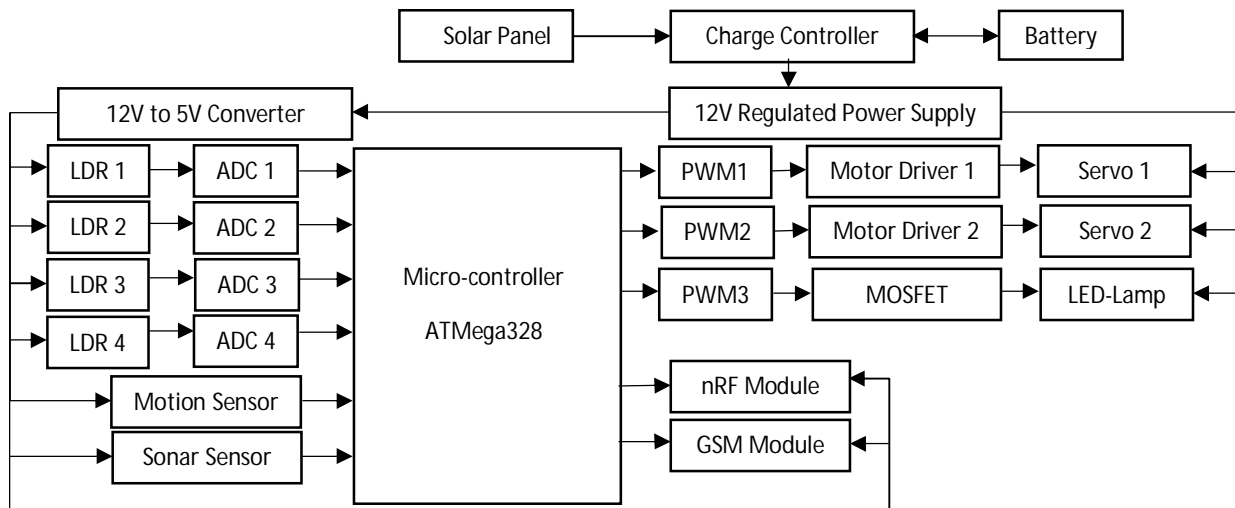 Solar Panel
Charge Controller
Battery
12V to 5V Converter
12V Regulated Power Supply
LDR 1
ADC 1
PWM1
Motor Driver 1
Servo 1
LDR 2
ADC 2
PWM2
Motor Driver 2
Servo 2
LDR 3
ADC 3
Micro-controller
ATMega328
PWM3
MOSFET
LED-Lamp
LDR 4
ADC 4
Motion Sensor
nRF Module
Sonar Sensor
GSM Module